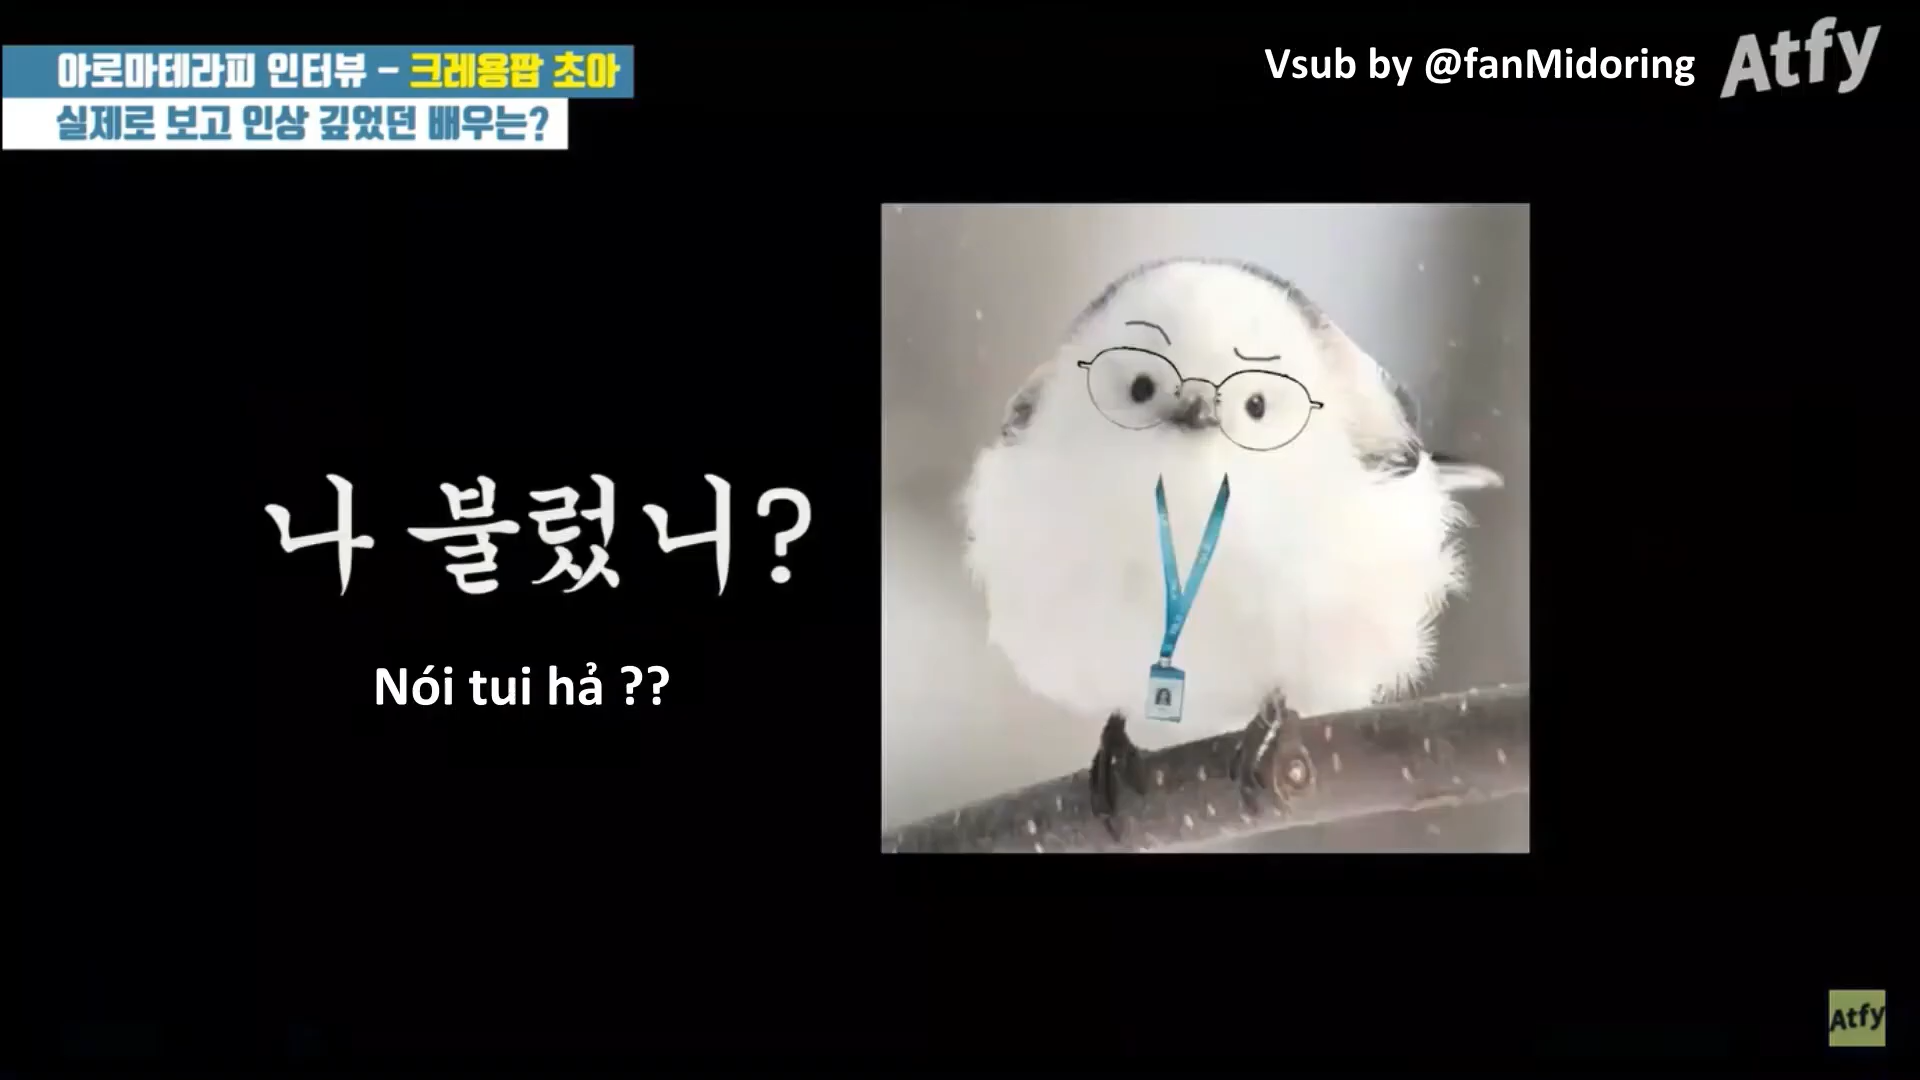 아로마테라피 인터뷰 - 크레용팝 초아
실제로 보고 인상 깊었던 배우는?
Vsub by @fanMidoring
Atfy
나 불렀니?
Nói tui hả ??
Atfy